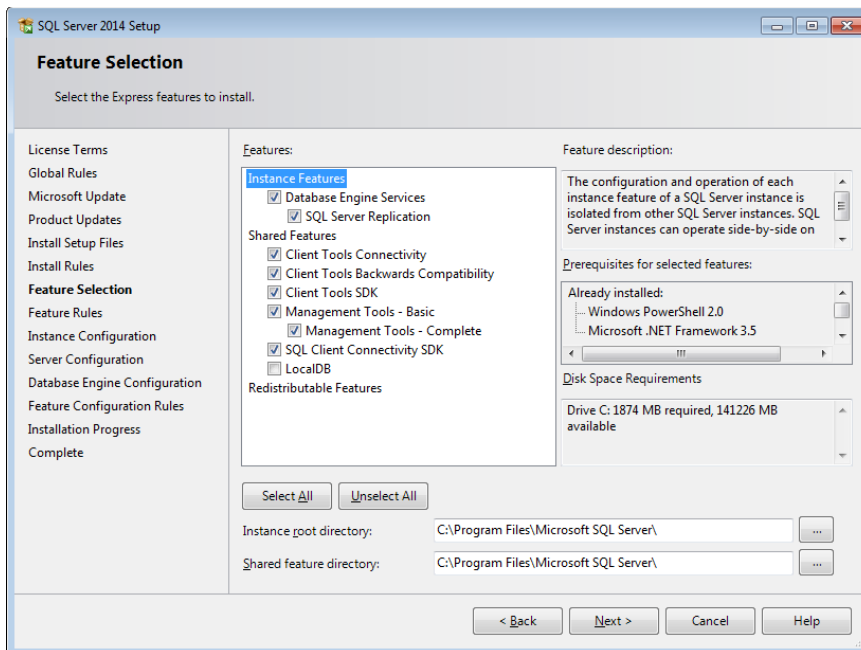 SQL Server 2014 Setup
Feature Selection
Select the Express features to install.
License Terms
Global Rules
Microsoft Update
Product Updates
Install Setup Files
Install Rules
Feature Selection
Feature Rules
Instance Configuration
Server Configuration
Database Engine Configuration
Feature Configuration Rules
Installation Progress
Complete
Features:
Instance Features
Database Engine Services
SQL Server Replication
Shared Features
Client Tools Connectivity
Client Tools Backwards Compatibility
Client Tools SDK
Management Tools - Basic
Management Tools - Complete
SQL Client Connectivity SDK
LocalDB
Redistributable Features
Feature description:
The configuration and operation of each
instance feature of a SQL Server instance is
isolated from other SQL Server instances. SQL
Server instances can operate side-by-side on
Prerequisites for selected features:
Already installed:
Windows PowerShell 2.0
Microsoft .NET Framework 3.5
Disk Space Requirements
Drive C: 1874 MB required, 141226 MB
available
Select All
Unselect All
Instance root directory:
C:\Program Files\Microsoft SQL Server\
...
Shared feature directory:
C:\Program Files\Microsoft SQL Server\
...
< Back
Next >
Cancel
Help